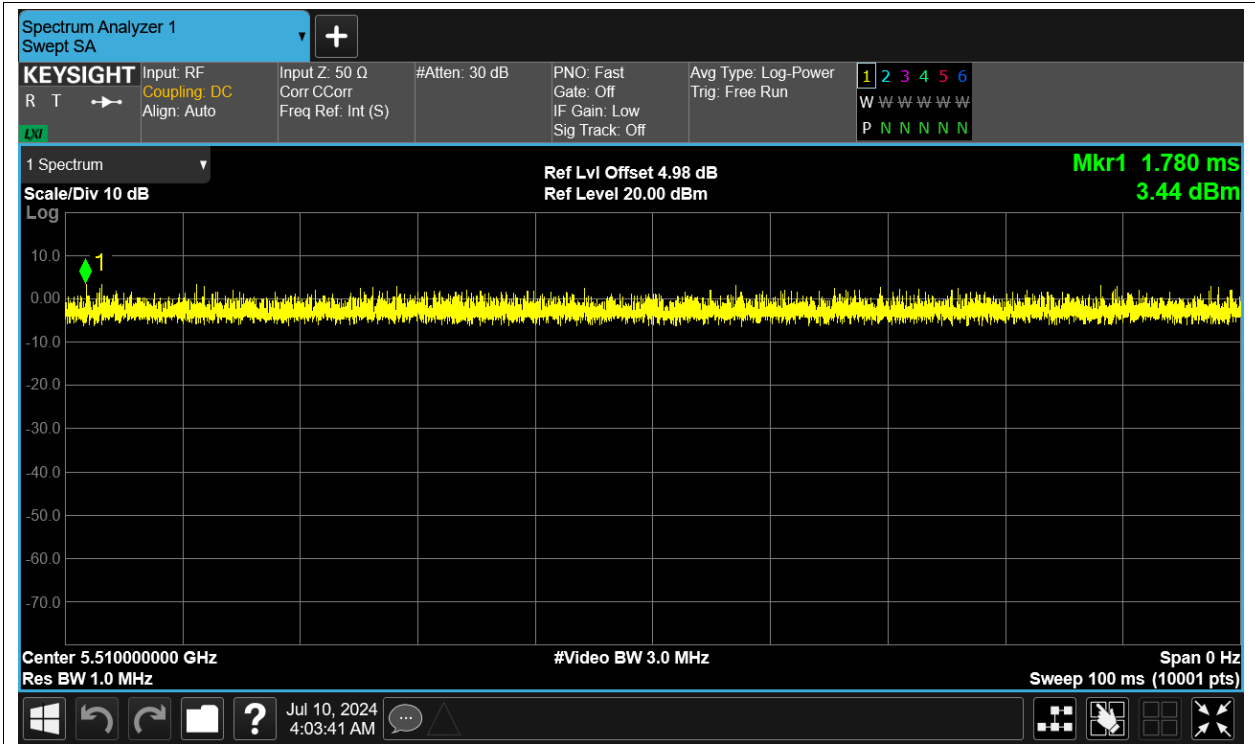 Spectrum Analyzer 1
Swept SA
KEYSIGHT
R T
LXI
Input: RF
Coupling: DC
Align: Auto
Input Z: 50 Ω
Corr CCorr
Freq Ref: Int (S)
#Atten: 30 dB
PNO: Fast
Gate: Off
IF Gain: Low
Sig Track: Off
Avg Type: Log-Power
Trig: Free Run
1 2 3 4 5 6
W W W W W W
P N N N N N
1 Spectrum
Scale/Div 10 dB
Log
Ref Lvl Offset 4.98 dB
Ref Level 20.00 dBm
Mkr1 1.780 ms
3.44 dBm
10.0
1
0.00
-10.0
-20.0
-30.0
-40.0
-50.0
-60.0
-70.0
Center 5.510000000 GHz
Res BW 1.0 MHz
#Video BW 3.0 MHz
Span 0 Hz
Sweep 100 ms (10001 pts)
?
Jul 10, 2024
4:03:41 AM